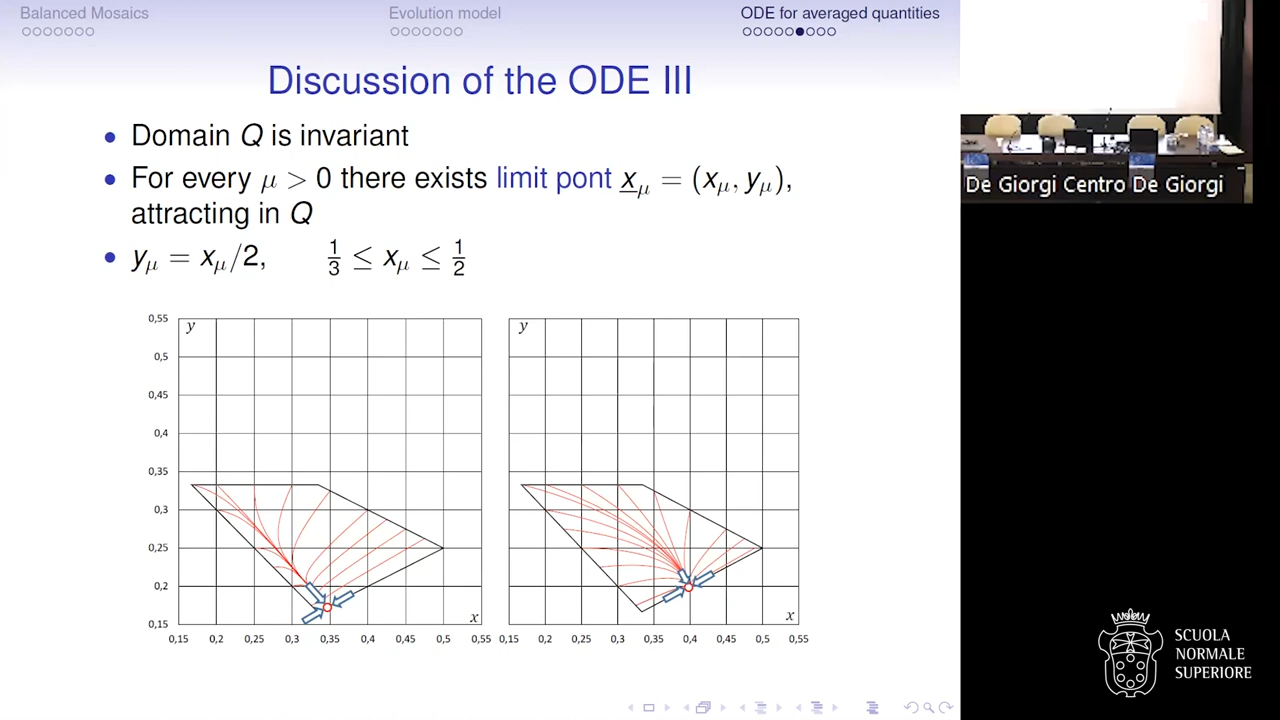 Balanced Mosaics
Evolution model
ODE for averaged quantities
Discussion of the ODE III
Domain Q is invariant
For every μ > 0 there exists limit pont x_μ = (x_μ, y_μ),
attracting in Q
y_μ = x_μ/2, 1/3 ≤ x_μ ≤ 1/2
0,55
0,5
0,45
0,4
0,35
0,3
0,25
0,2
0,15
y
x
0,15 0,2 0,25 0,3 0,35 0,4 0,45 0,5 0,55
y
x
0,15 0,2 0,25 0,3 0,35 0,4 0,45 0,5 0,55
De Giorgi Centro De Giorgi
SCUOLA
NORMALE
SUPERIORE